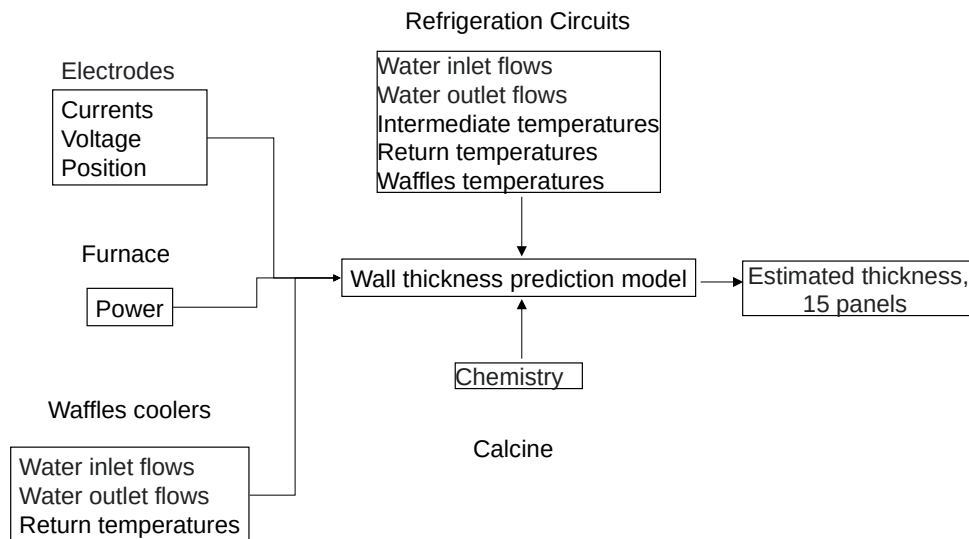 Refrigeration Circuits
Water inlet flows
Water outlet flows
Intermediate temperatures
Return temperatures
Waffles temperatures
Electrodes
Currents
Voltage
Position
Furnace
Power
Wall thickness prediction model
Estimated thickness,
15 panels
Chemistry
Calcine
Waffles coolers
Water inlet flows
Water outlet flows
Return temperatures